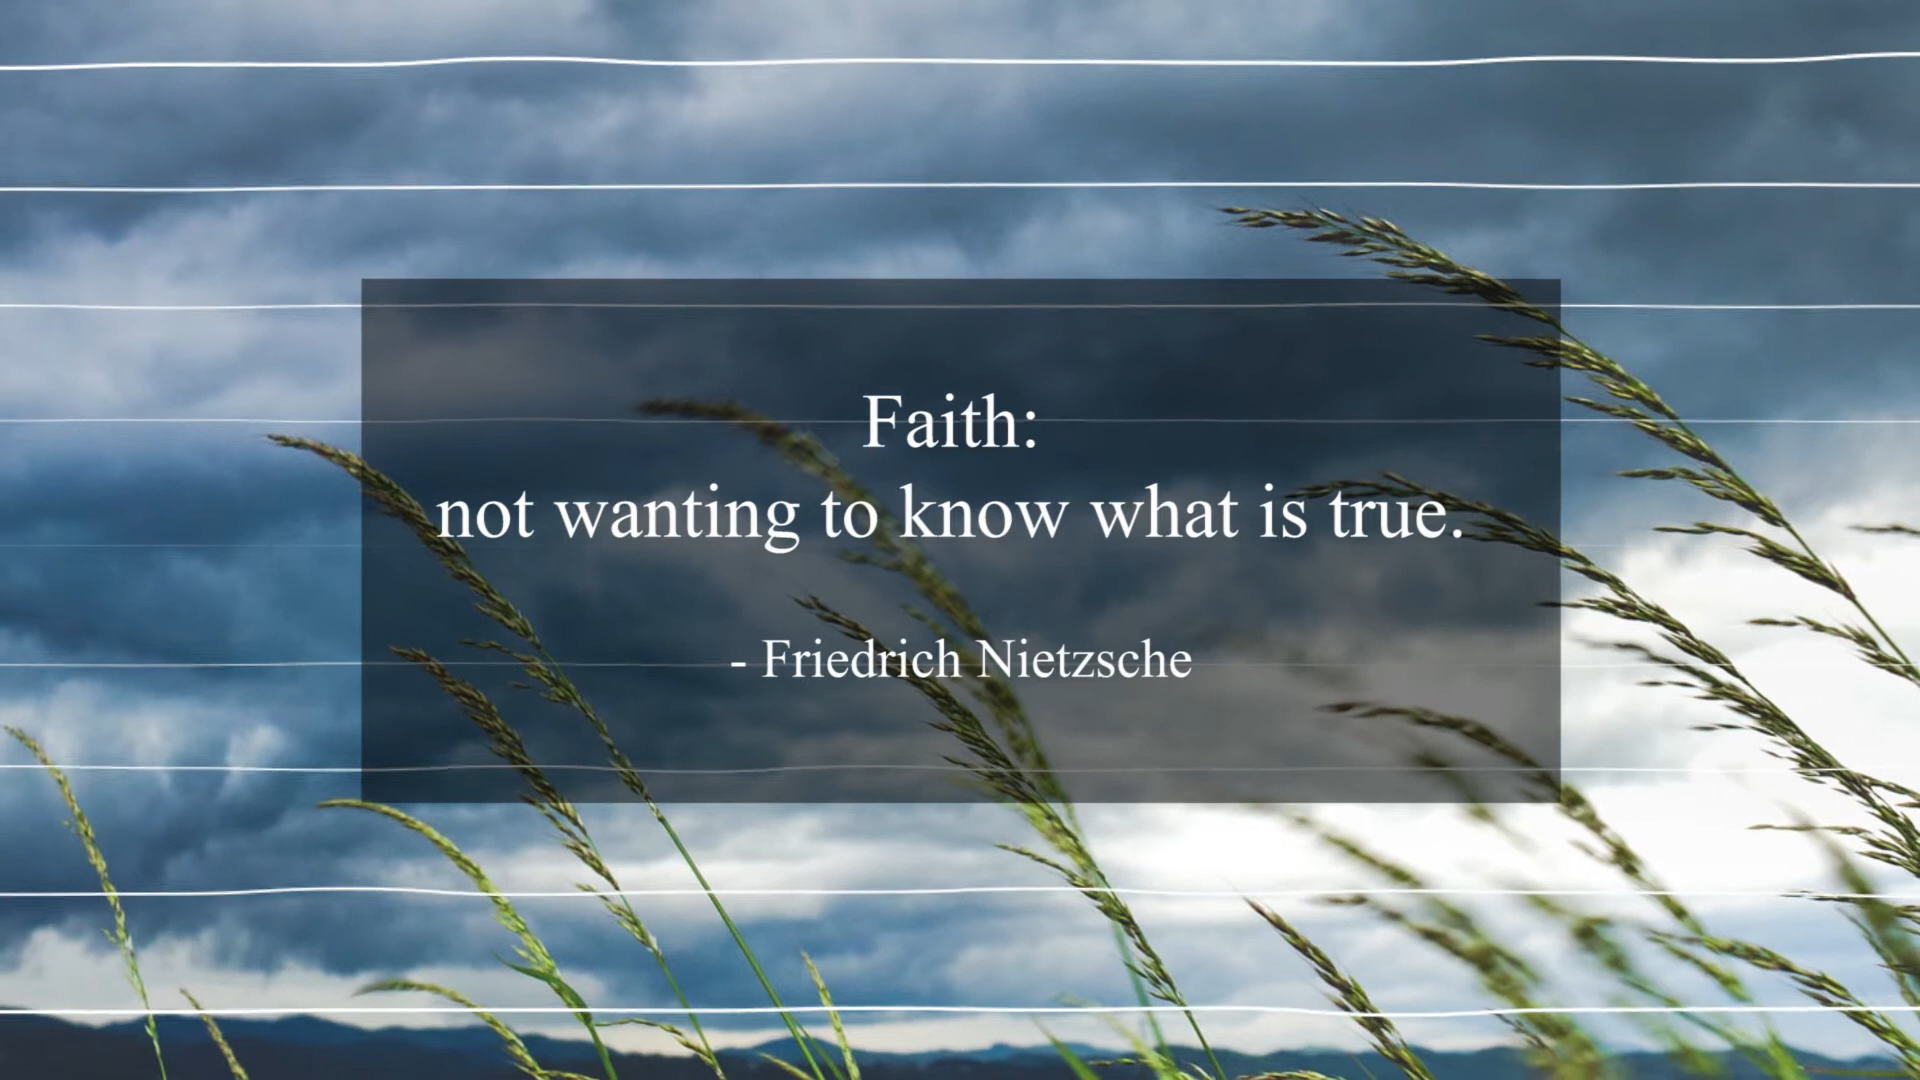 Faith:
not wanting to know what is true.
- Friedrich Nietzsche